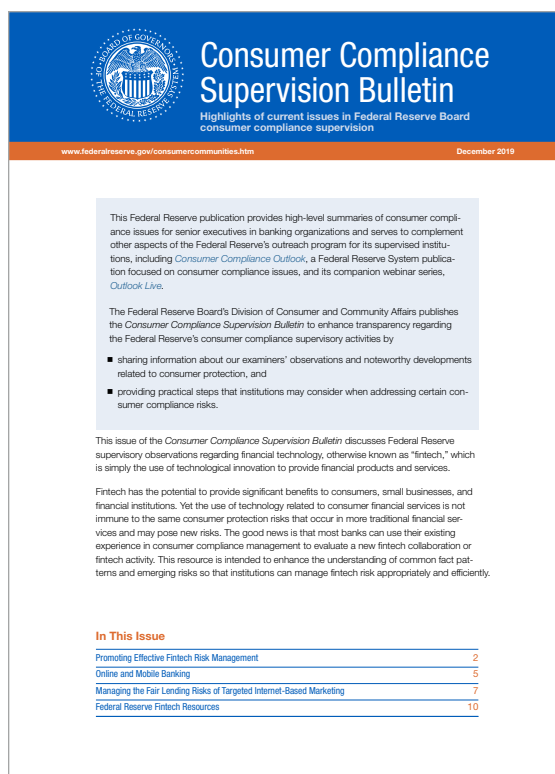 BOARD OF GOVERNORS
THE FEDERAL RESERVE SYSTEM
Consumer Compliance
Supervision Bulletin
Highlights of current issues in Federal Reserve Board
consumer compliance supervision
www.federalreserve.gov/consumercommunities.htm December 2019
This Federal Reserve publication provides high-level summaries of consumer compli-
ance issues for senior executives in banking organizations and serves to complement
other aspects of the Federal Reserve's outreach program for its supervised institu-
tions, including Consumer Compliance Outlook, a Federal Reserve System publica-
tion focused on consumer compliance issues, and its companion webinar series,
Outlook Live.
The Federal Reserve Board's Division of Consumer and Community Affairs publishes
the Consumer Compliance Supervision Bulletin to enhance transparency regarding
the Federal Reserve's consumer compliance supervisory activities by
■ sharing information about our examiners' observations and noteworthy developments
related to consumer protection, and
■ providing practical steps that institutions may consider when addressing certain con-
sumer compliance risks.
This issue of the Consumer Compliance Supervision Bulletin discusses Federal Reserve
supervisory observations regarding financial technology, otherwise known as "fintech," which
is simply the use of technological innovation to provide financial products and services.
Fintech has the potential to provide significant benefits to consumers, small businesses, and
financial institutions. Yet the use of technology related to consumer financial services is not
immune to the same consumer protection risks that occur in more traditional financial ser-
vices and may pose new risks. The good news is that most banks can use their existing
experience in consumer compliance management to evaluate a new fintech collaboration or
fintech activity. This resource is intended to enhance the understanding of common fact pat-
terns and emerging risks so that institutions can manage fintech risk appropriately and efficiently.
In This Issue
Promoting Effective Fintech Risk Management 2
Online and Mobile Banking 5
Managing the Fair Lending Risks of Targeted Internet-Based Marketing 7
Federal Reserve Fintech Resources 10